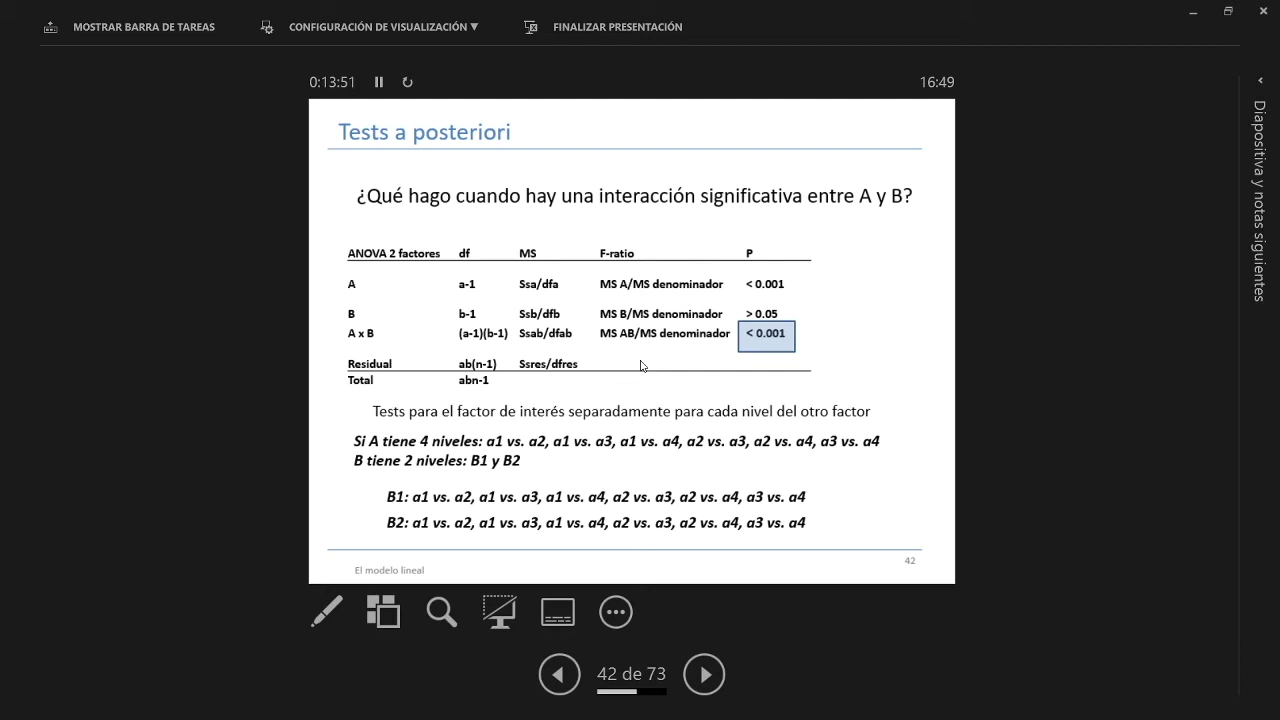 MOSTRAR BARRA DE TAREAS CONFIGURACIÓN DE VISUALIZACIÓN ▼ FINALIZAR PRESENTACIÓN
0:13:51 16:49
Tests a posteriori
¿Qué hago cuando hay una interacción significativa entre A y B?
ANOVA 2 factores df MS F-ratio P
A a-1 Ssa/dfa MS A/MS denominador < 0.001
B b-1 Ssb/dfb MS B/MS denominador > 0.05
A x B (a-1)(b-1) Ssab/dfab MS AB/MS denominador < 0.001
Residual ab(n-1) Ssres/dfres
Total abn-1
Tests para el factor de interés separadamente para cada nivel del otro factor
Si A tiene 4 niveles: a1 vs. a2, a1 vs. a3, a1 vs. a4, a2 vs. a3, a2 vs. a4, a3 vs. a4
B tiene 2 niveles: B1 y B2
B1: a1 vs. a2, a1 vs. a3, a1 vs. a4, a2 vs. a3, a2 vs. a4, a3 vs. a4
B2: a1 vs. a2, a1 vs. a3, a1 vs. a4, a2 vs. a3, a2 vs. a4, a3 vs. a4
El modelo lineal 42
42 de 73
Diapositiva y notas siguientes